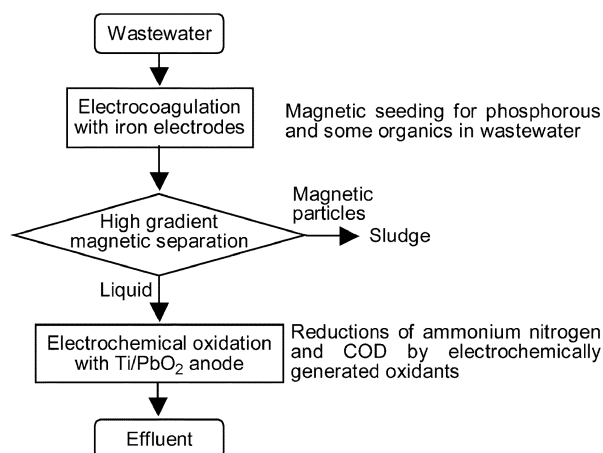 Wastewater
Electrocoagulation
with iron electrodes
Magnetic seeding for phosphorous
and some organics in wastewater
High gradient
magnetic separation
Magnetic
particles
Sludge
Liquid
Electrochemical oxidation
with Ti/PbO₂ anode
Reductions of ammonium nitrogen
and COD by electrochemically
generated oxidants
Effluent